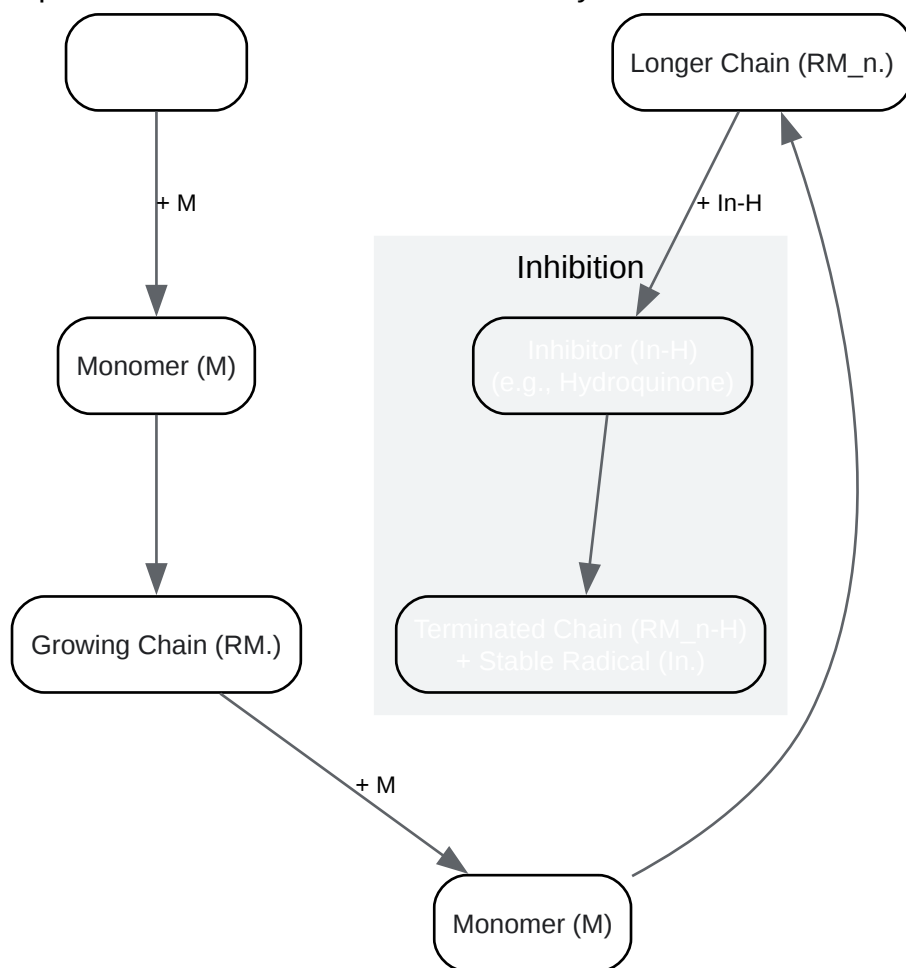 Longer Chain (RM_n.)
+ M
+ In-H
Inhibition
Monomer (M)
Inhibitor (In-H)
(e.g., Hydroquinone)
Growing Chain (RM.)
Terminated Chain (RM_n-H)
+ Stable Radical (In.)
+ M
Monomer (M)